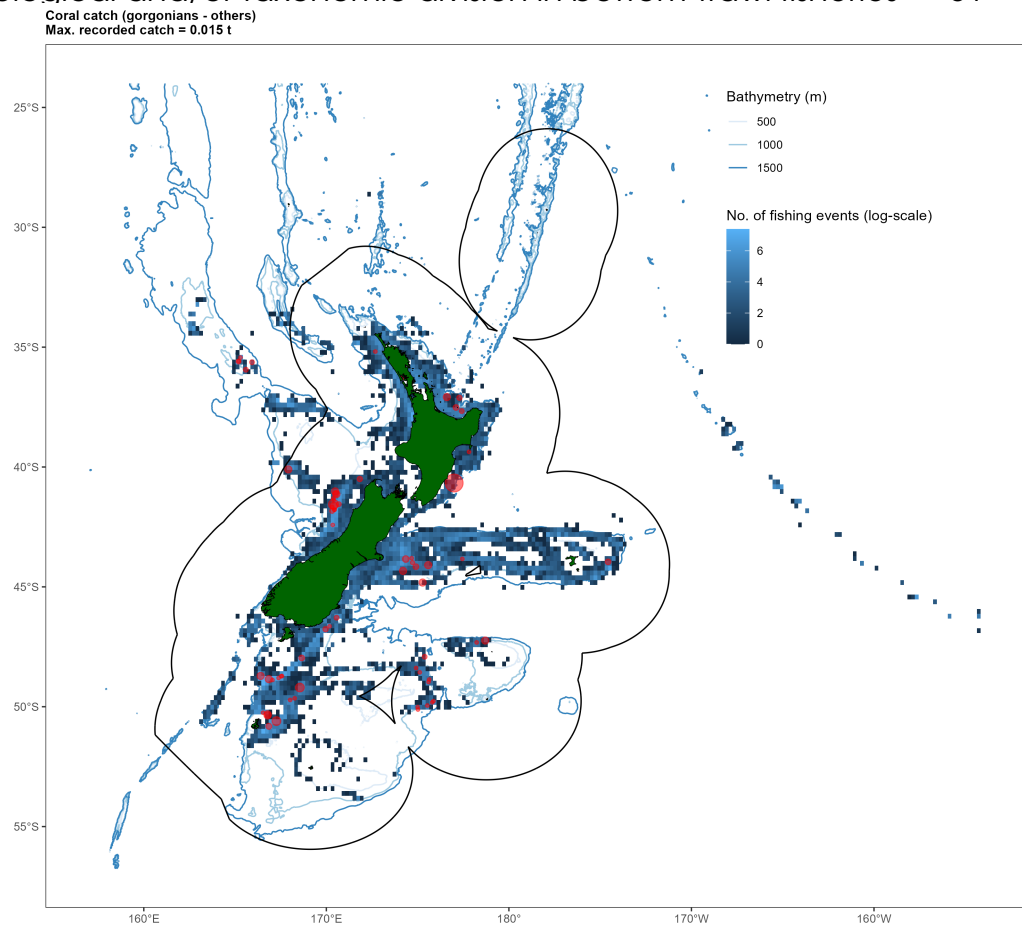 Coral catch (gorgonians - others)
Max. recorded catch = 0.015 t
Bathymetry (m)
500
1000
1500
No. of fishing events (log-scale)
6
4
2
0
25°S
30°S
35°S
40°S
45°S
50°S
55°S
160°E
170°E
180°
170°W
160°W